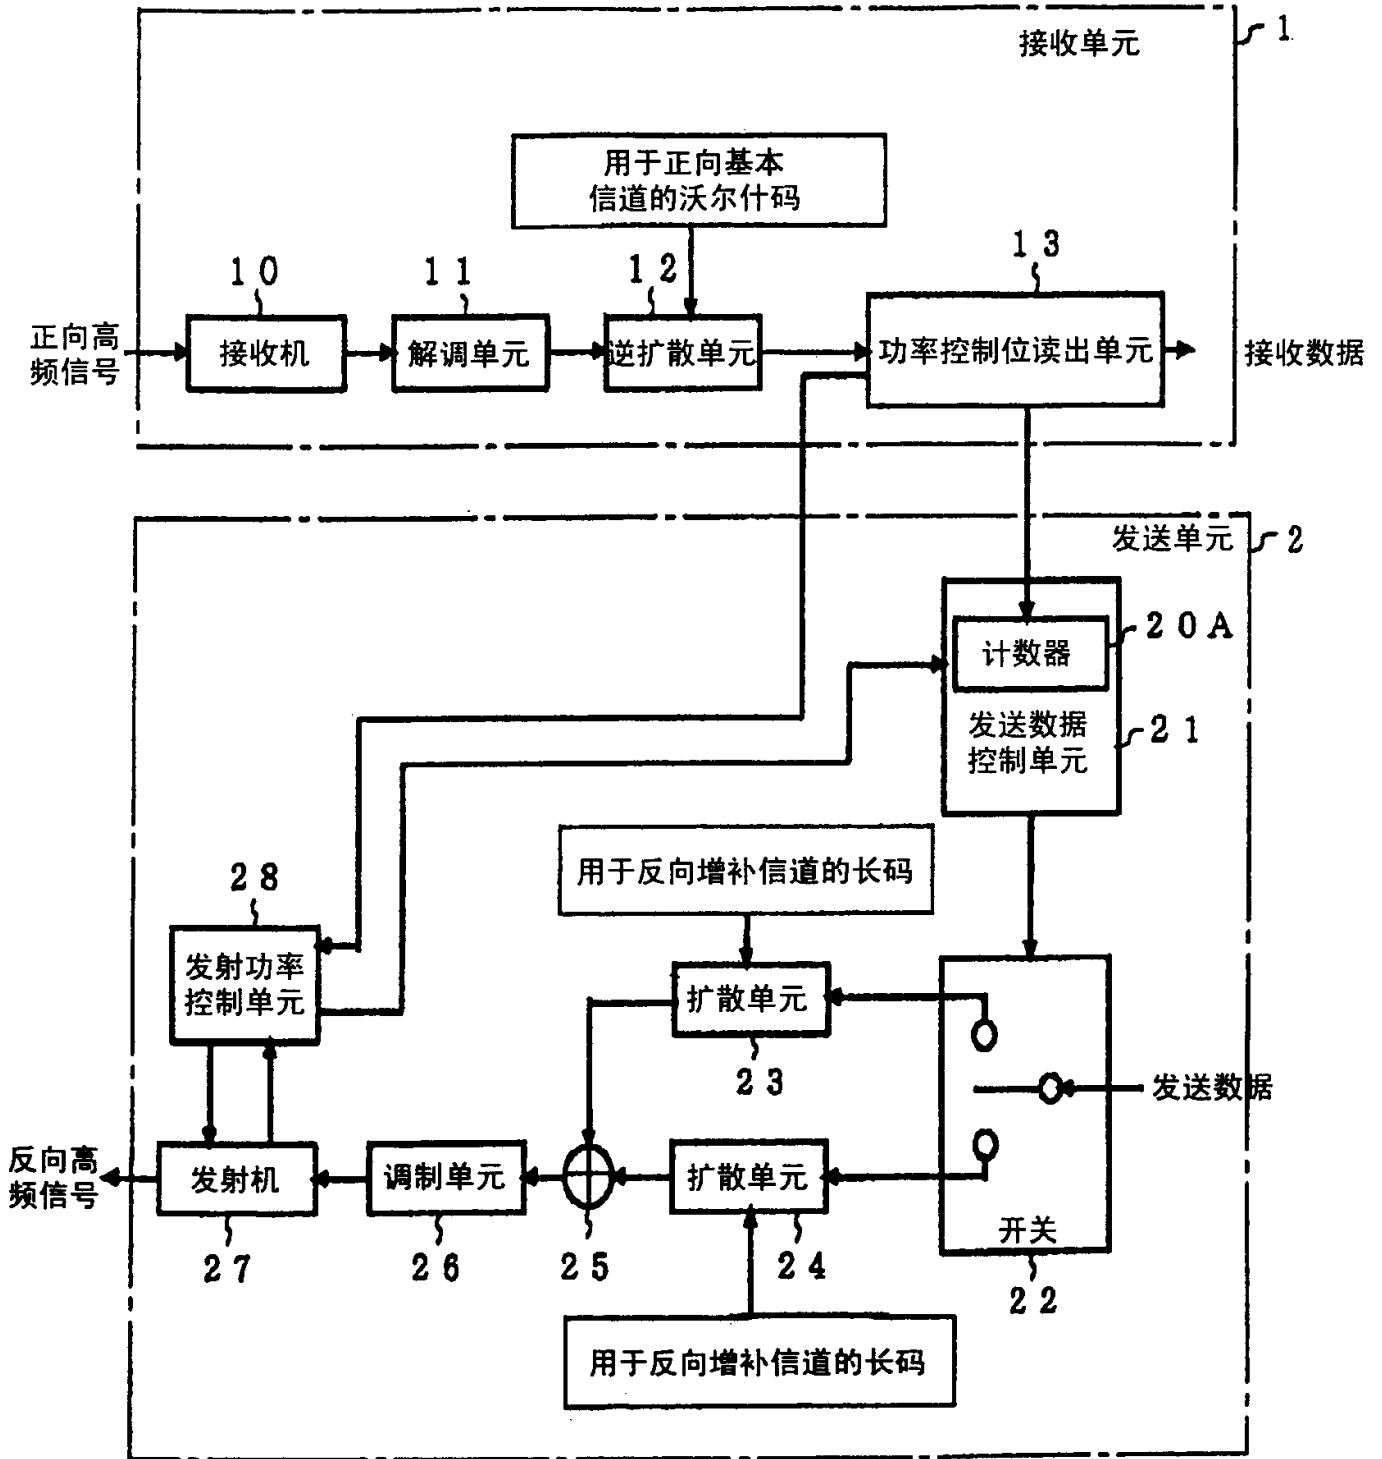 接收单元
1
用于正向基本
信道的沃尔什码
10
11
12
13
正向高
频信号
接收机
解调单元
逆扩散单元
功率控制位读出单元
接收数据
发送单元
2
20A
计数器
发送数据
控制单元
21
用于反向增补信道的长码
28
发射功率
控制单元
扩散单元
23
发送数据
反向高
频信号
发射机
调制单元
扩散单元
开关
27
26
25
24
22
用于反向增补信道的长码